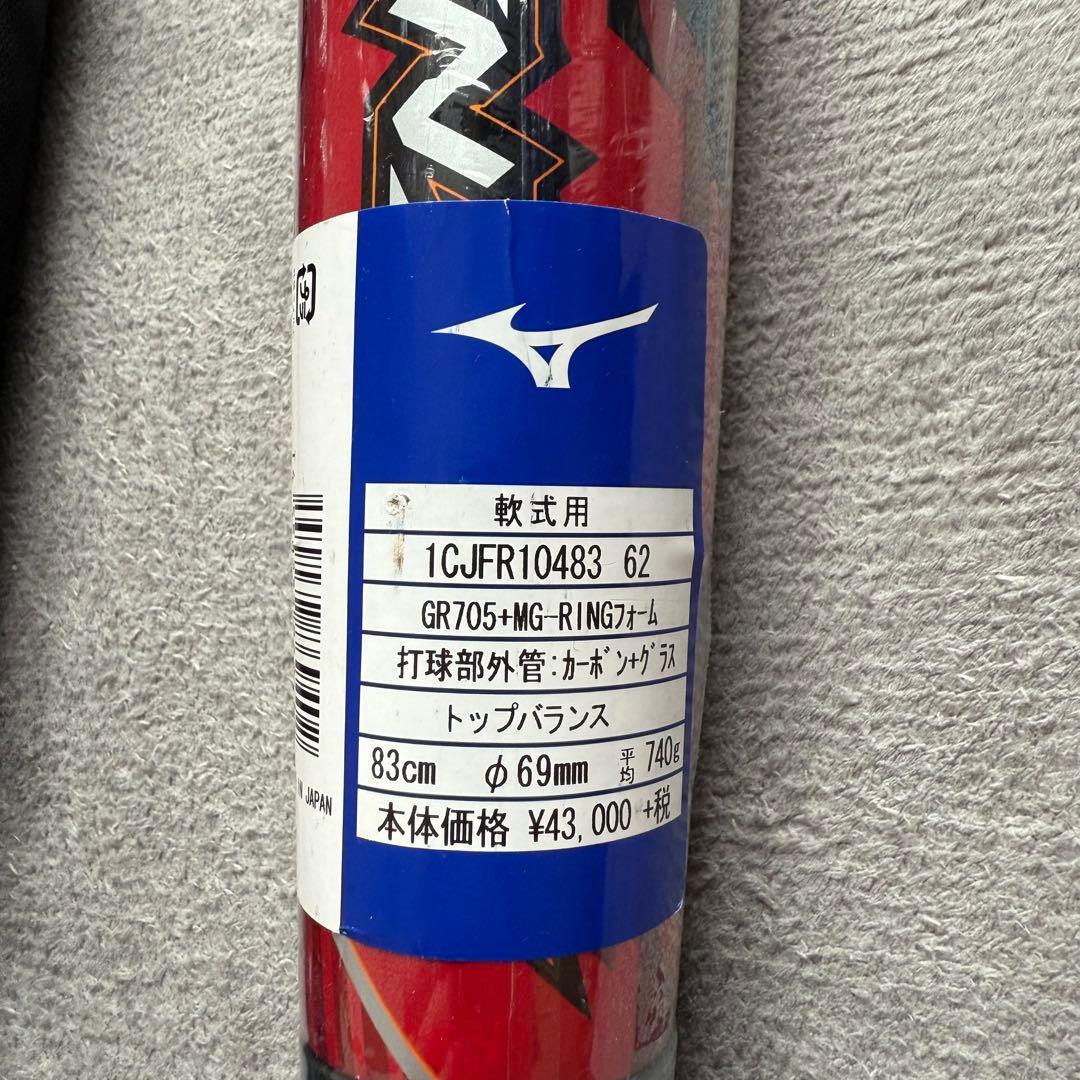 軟式用
1CJFR10483 62
GR705+MG-RINGフォーム
打球部外管:カーボン+グラス
トップバランス
83cm φ69mm 平均 740g
本体価格 ¥43,000 +税
IN JAPAN